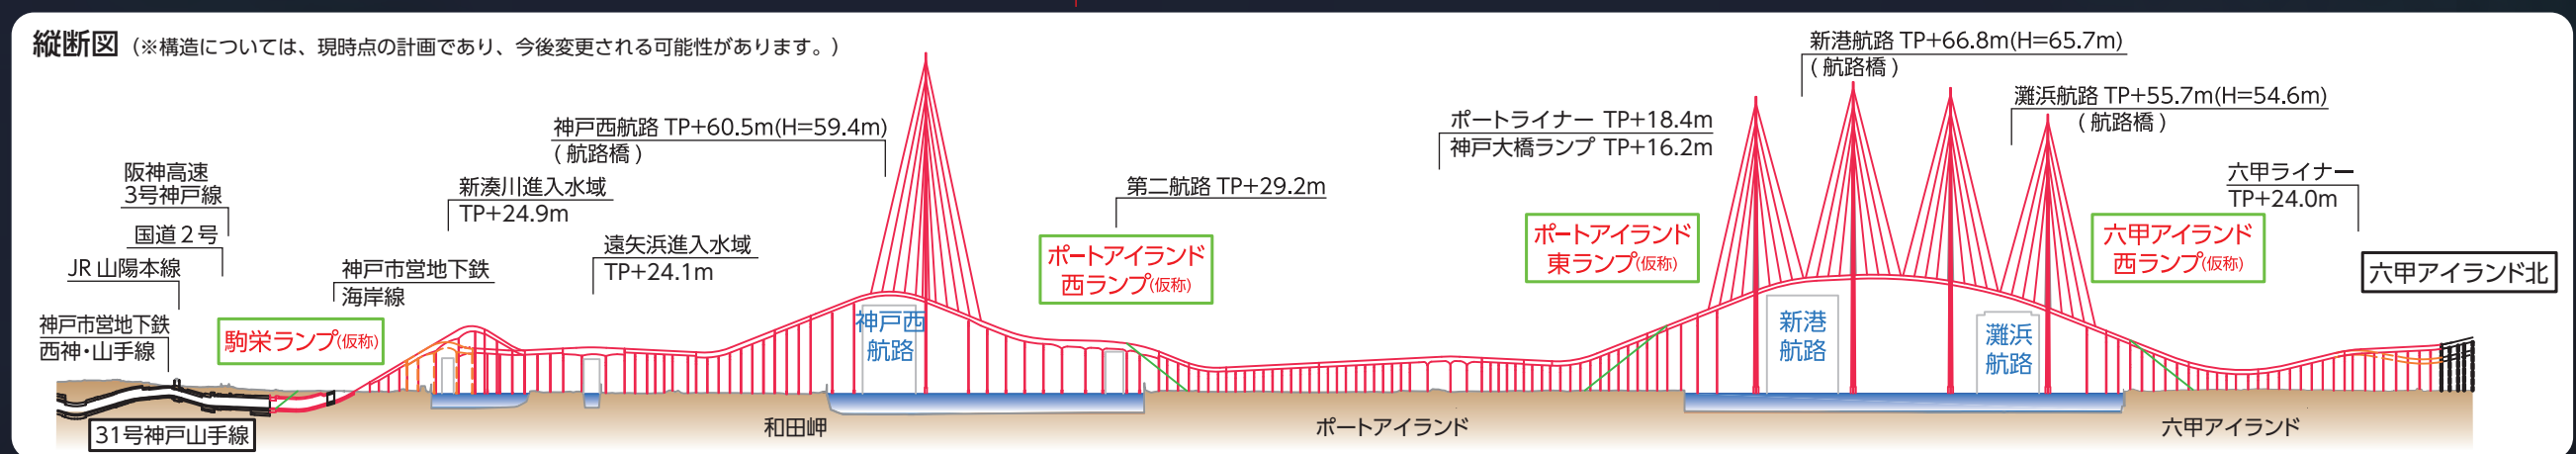 縦断図（※構造については、現時点の計画であり、今後変更される可能性があります。）
阪神高速
3号神戸線
国道２号
JR 山陽本線
神戸市営地下鉄
西神・山手線
駒栄ランプ(仮称)
31号神戸山手線
神戸市営地下鉄
海岸線
新湊川進入水域
TP+24.9m
遠矢浜進入水域
TP+24.1m
神戸西航路 TP+60.5m(H=59.4m)
( 航路橋 )
神戸西
航路
和田岬
第二航路 TP+29.2m
ポートアイランド
西ランプ(仮称)
ポートアイランド
ポートライナー TP+18.4m
神戸大橋ランプ TP+16.2m
ポートアイランド
東ランプ(仮称)
新港航路 TP+66.8m(H=65.7m)
( 航路橋 )
新港
航路
灘浜航路 TP+55.7m(H=54.6m)
( 航路橋 )
灘浜
航路
六甲アイランド
西ランプ(仮称)
六甲アイランド
六甲ライナー
TP+24.0m
六甲アイランド北